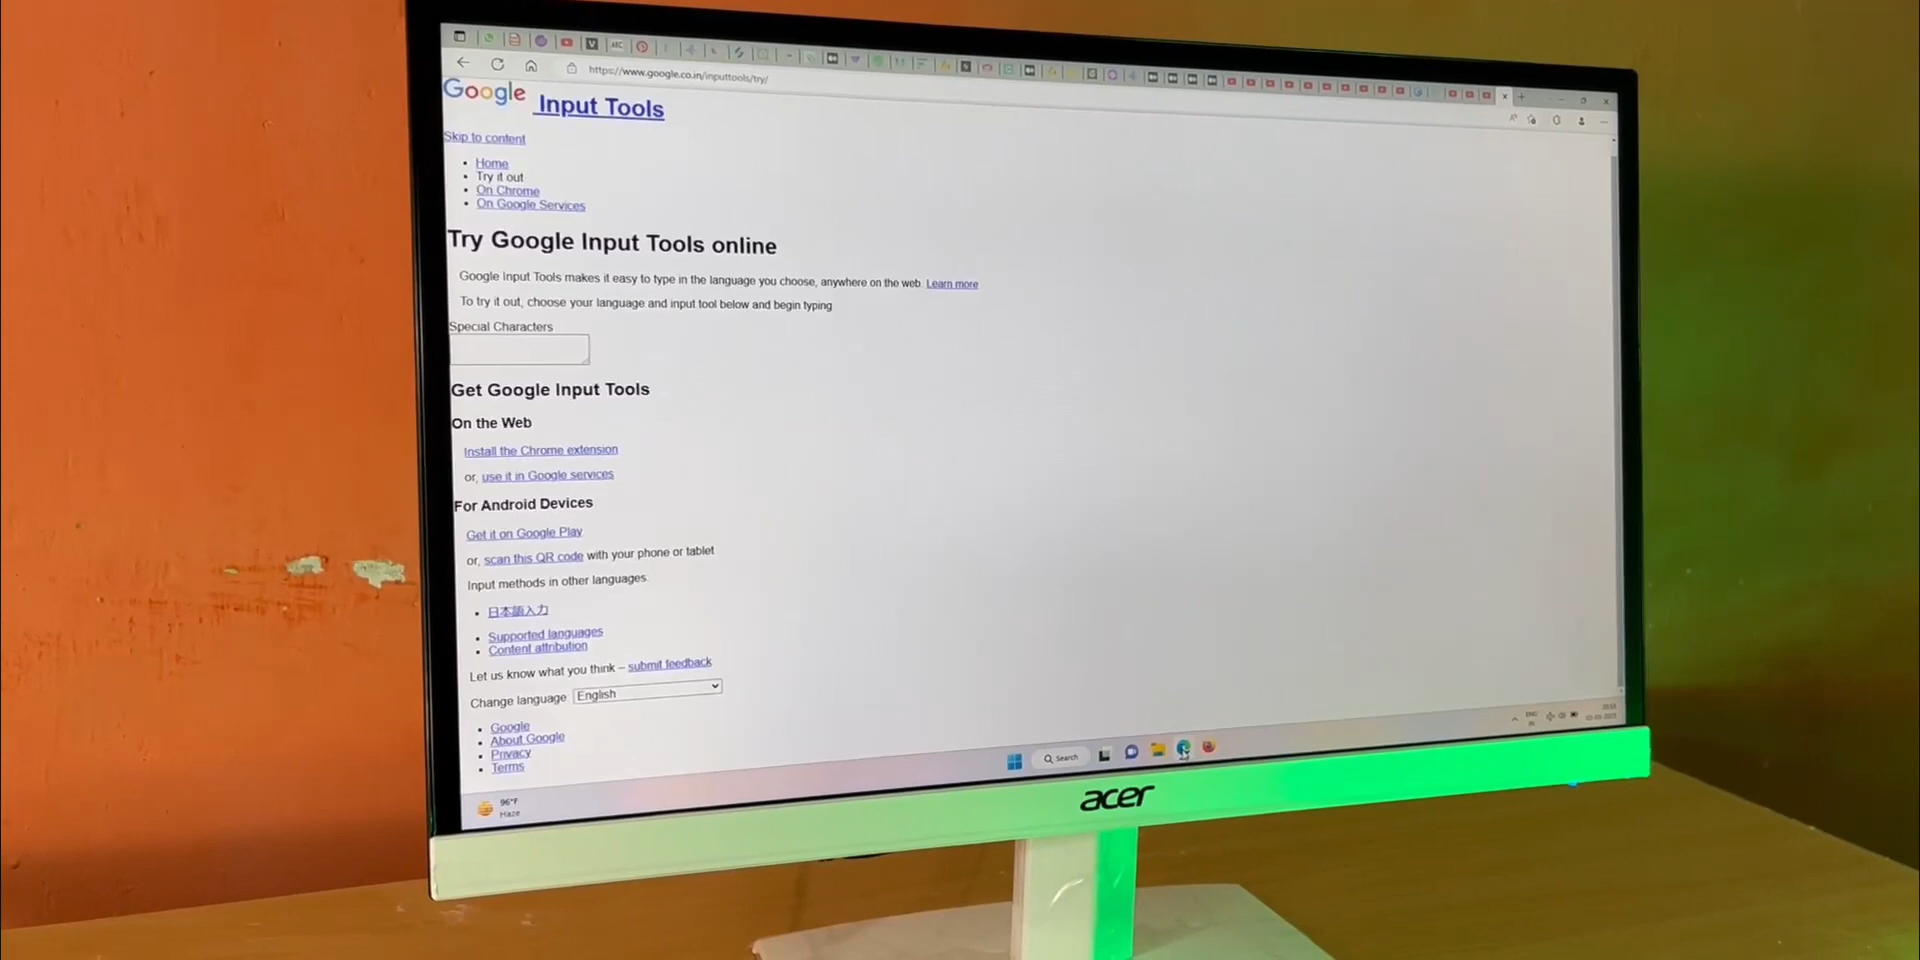 https://www.google.co.in/inputtools/try/
Google Input Tools
Skip to content
Home
Try it out
On Chrome
On Google Services
Try Google Input Tools online
Google Input Tools makes it easy to type in the language you choose, anywhere on the web. Learn more
To try it out, choose your language and input tool below and begin typing
Special Characters
Get Google Input Tools
On the Web
Install the Chrome extension
or, use it in Google services
For Android Devices
Get it on Google Play
or, scan this QR code with your phone or tablet
Input methods in other languages.
日本語入力
Supported languages
Content attribution
Let us know what you think – submit feedback
Change language English
Google
About Google
Privacy
Terms
96°F
Haze
Search
ENG
IN
acer